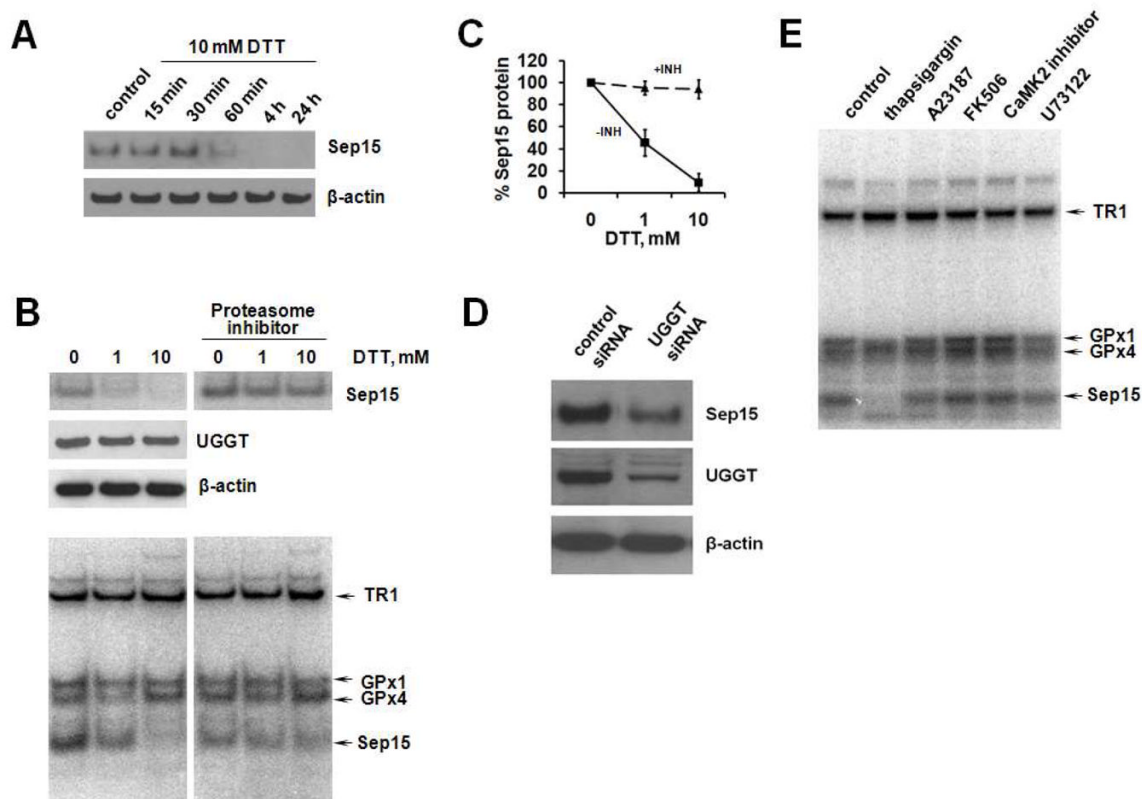 A
10 mM DTT
control
15 min
30 min
60 min
4 h
24 h
Sep15
β-actin
B
Proteasome
inhibitor
0 1 10 0 1 10 DTT, mM
Sep15
UGGT
β-actin
TR1
GPx1
GPx4
Sep15
C
% Sep15 protein
120
100
80
60
40
20
0
+INH
-INH
0 1 10
DTT, mM
D
control
siRNA
UGGT
siRNA
Sep15
UGGT
β-actin
E
control
thapsigargin
A23187
FK506
CaMK2 inhibitor
U73122
TR1
GPx1
GPx4
Sep15